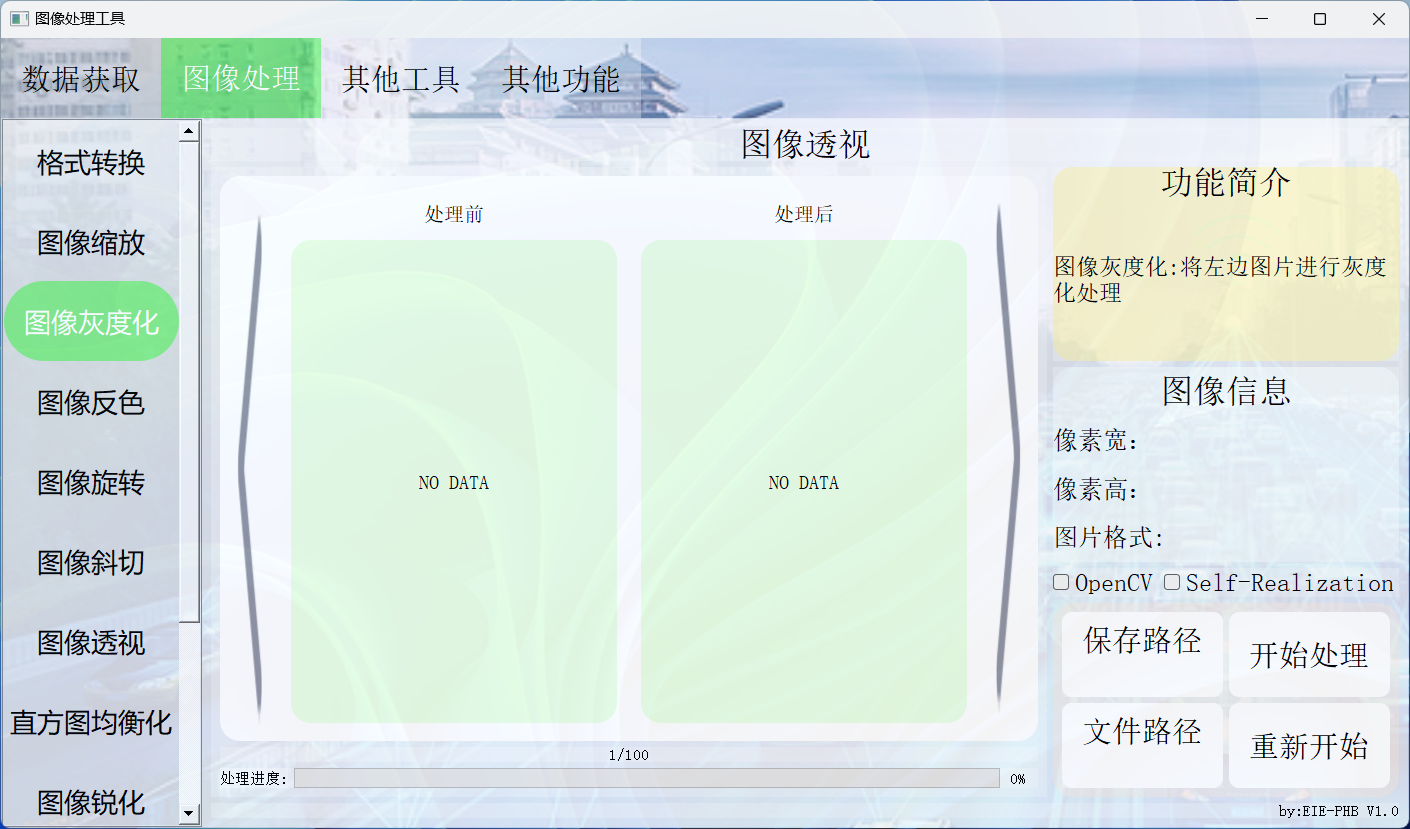 图像处理工具
数据获取
图像处理
其他工具
其他功能
格式转换
图像缩放
图像灰度化
图像反色
图像旋转
图像斜切
图像透视
直方图均衡化
图像锐化
图像透视
处理前
处理后
NO DATA
NO DATA
1/100
处理进度:
0%
功能简介
图像灰度化:将左边图片进行灰度
化处理
图像信息
像素宽:
像素高:
图片格式:
OpenCV
Self-Realization
保存路径
开始处理
文件路径
重新开始
by:EIE-PHB V1.0